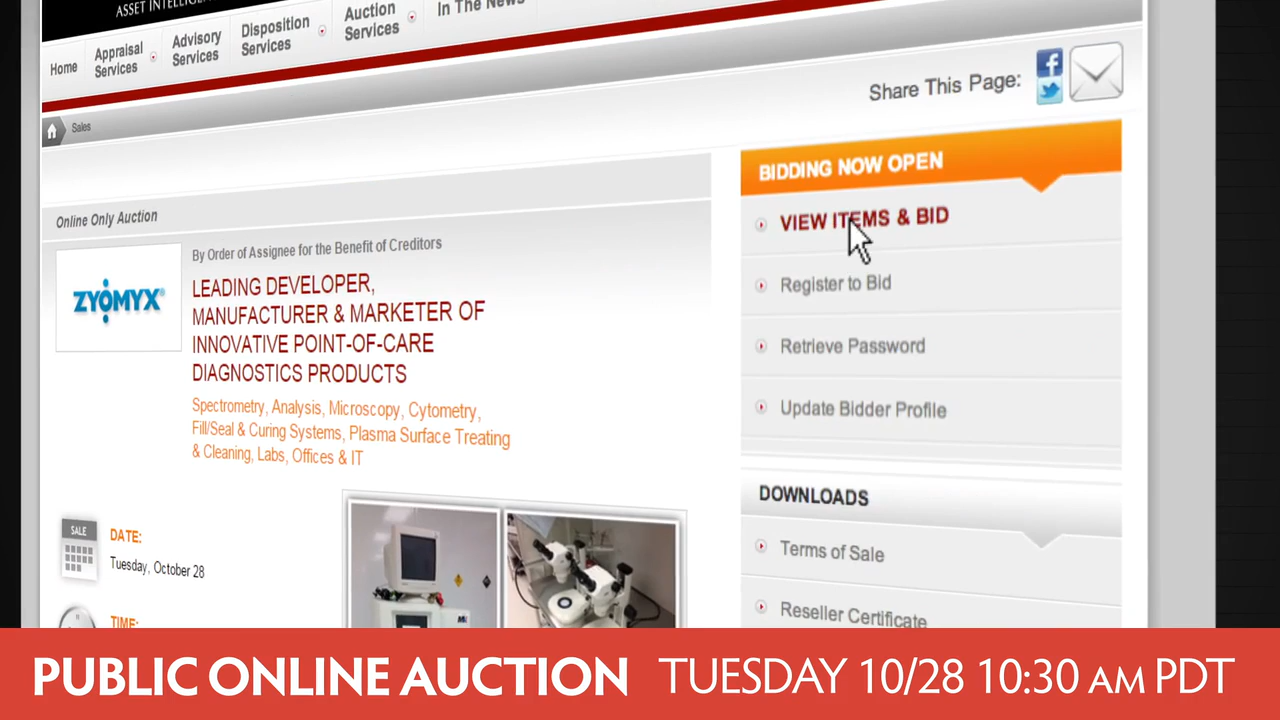 ASSET INTELLIGEN
Home
Appraisal
Services
Advisory
Services
Disposition
Services
Auction
Services
In The News
Share This Page:
Sales
Online Only Auction
ZYOMYX®
By Order of Assignee for the Benefit of Creditors
LEADING DEVELOPER,
MANUFACTURER & MARKETER OF
INNOVATIVE POINT-OF-CARE
DIAGNOSTICS PRODUCTS
Spectrometry, Analysis, Microscopy, Cytometry,
Fill/Seal & Curing Systems, Plasma Surface Treating
& Cleaning, Labs, Offices & IT
SALE
DATE:
Tuesday, October 28
TIME:
BIDDING NOW OPEN
VIEW ITEMS & BID
Register to Bid
Retrieve Password
Update Bidder Profile
DOWNLOADS
Terms of Sale
Reseller Certificate
PUBLIC ONLINE AUCTION TUESDAY 10/28 10:30 AM PDT